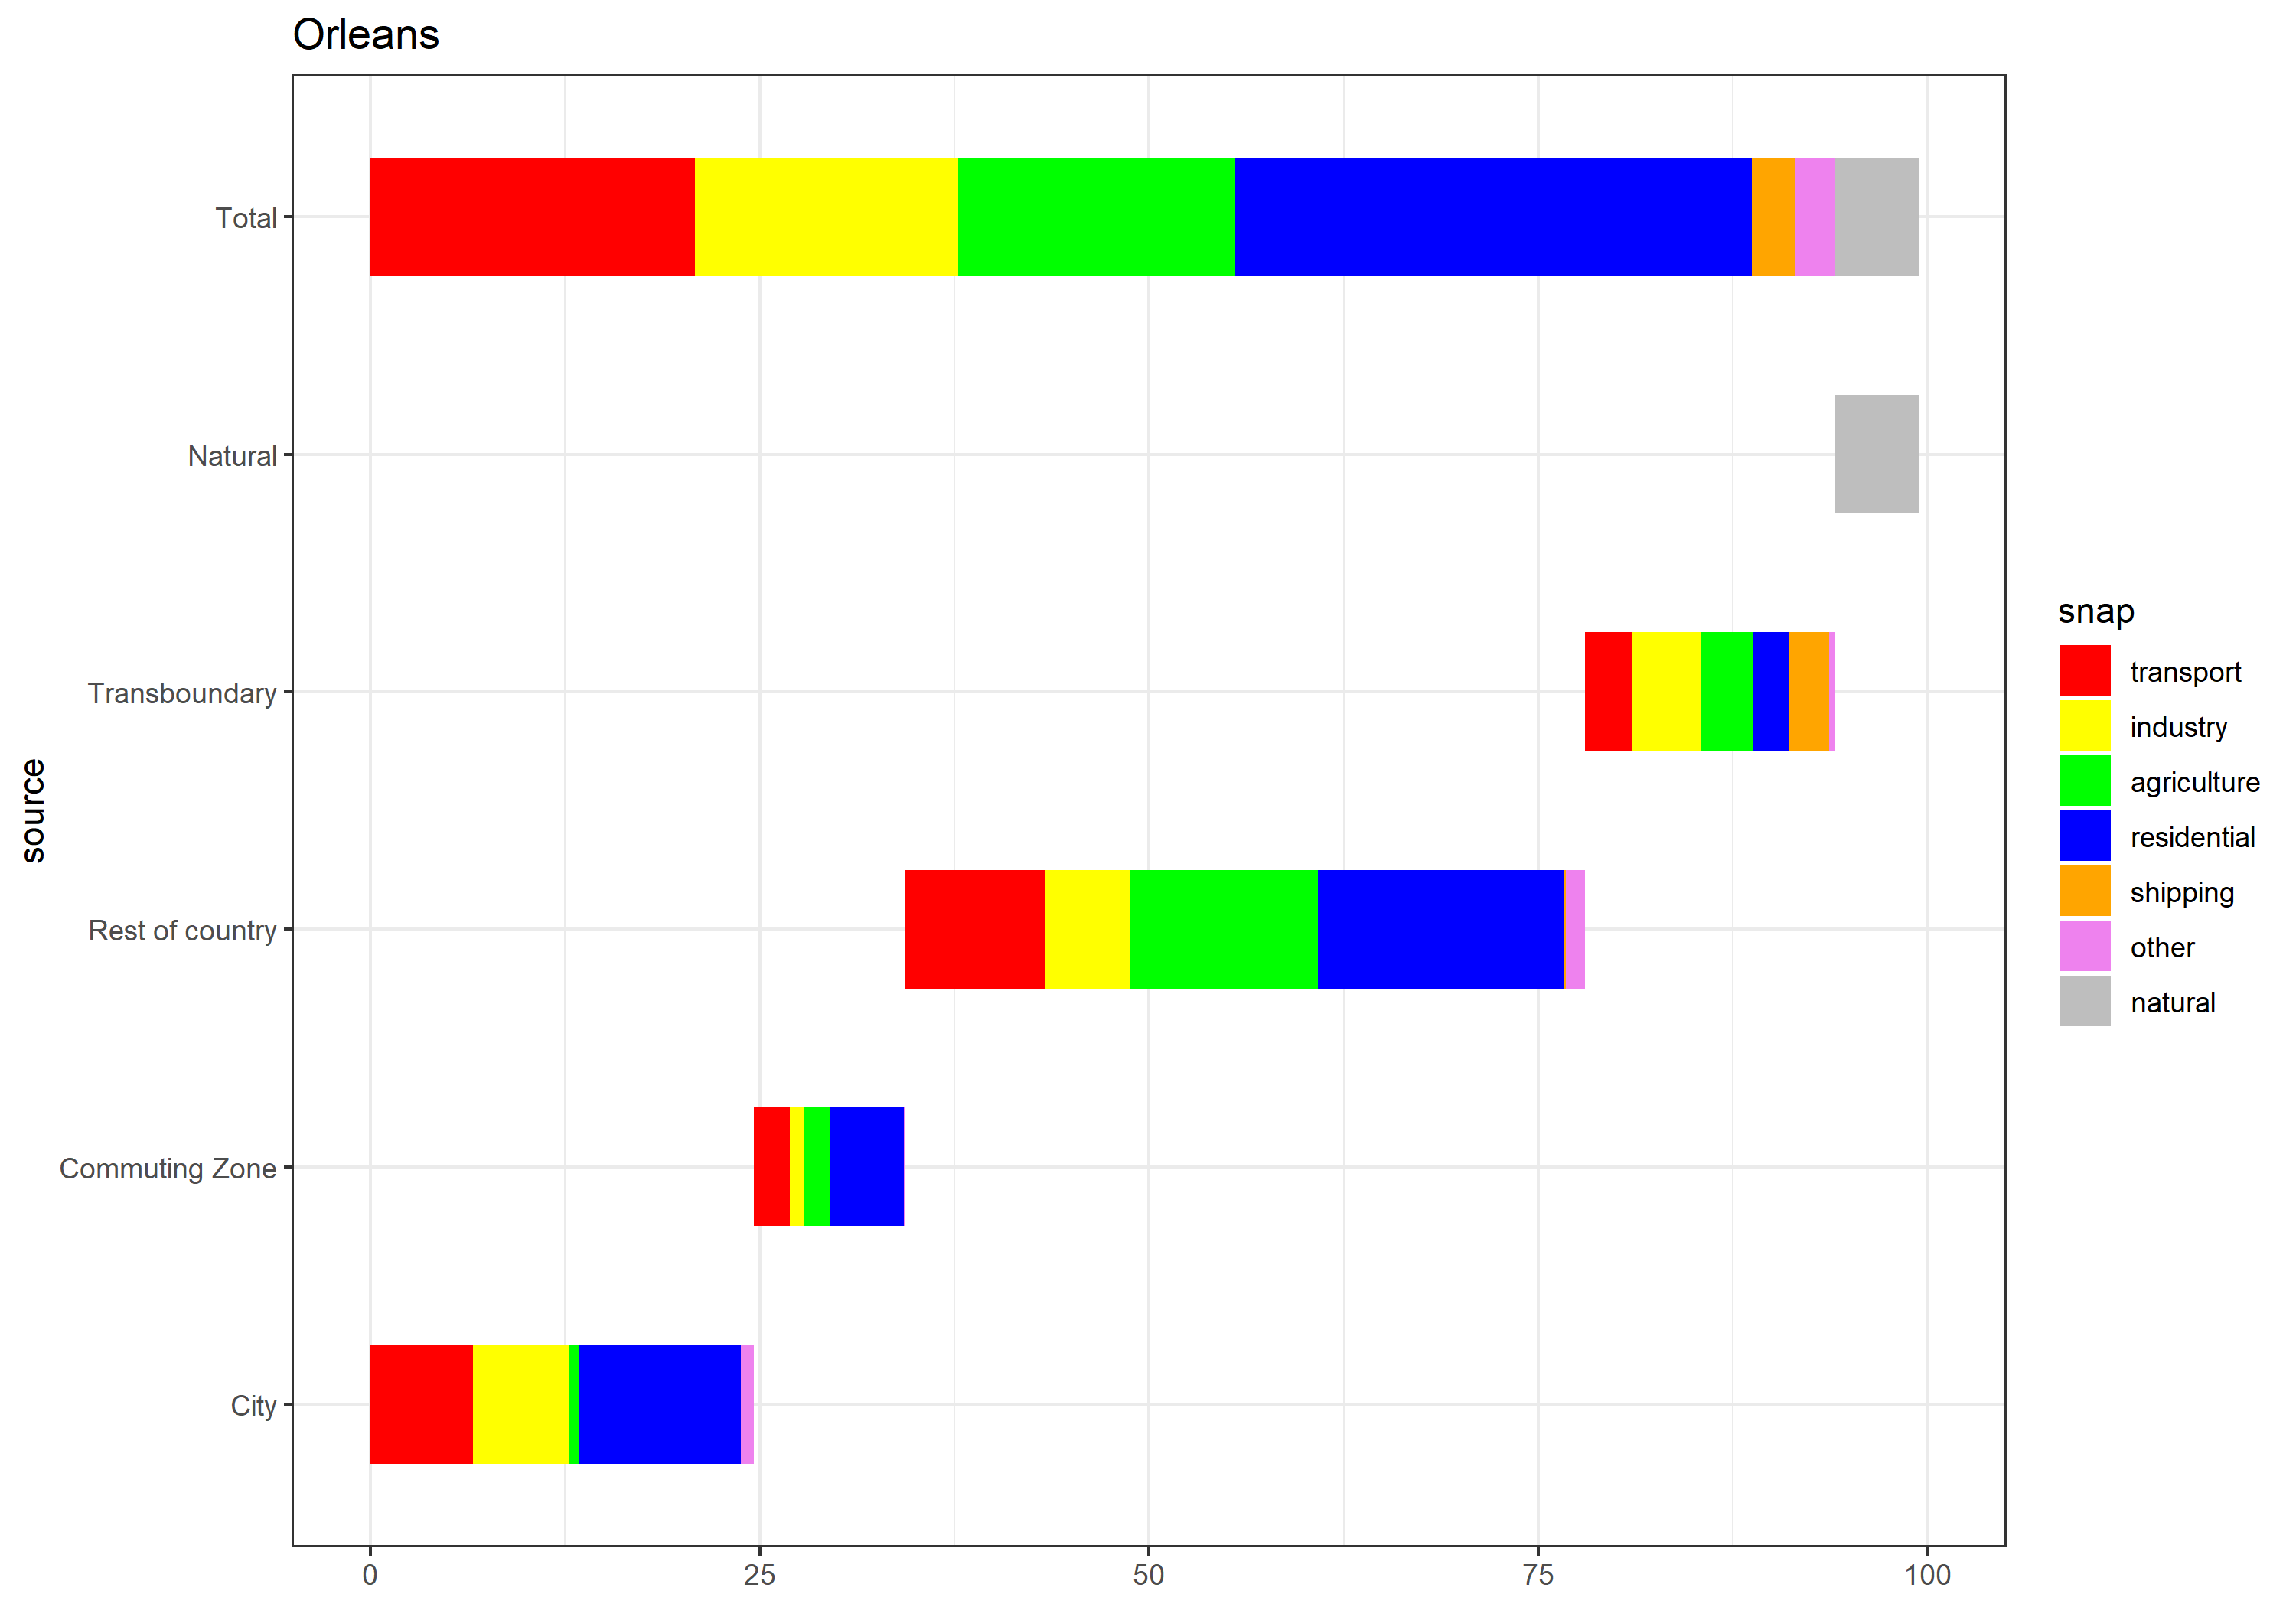 Orleans
Total
Natural
Transboundary
Rest of country
Commuting Zone
City
source
0 25 50 75 100
snap
transport
industry
agriculture
residential
shipping
other
natural